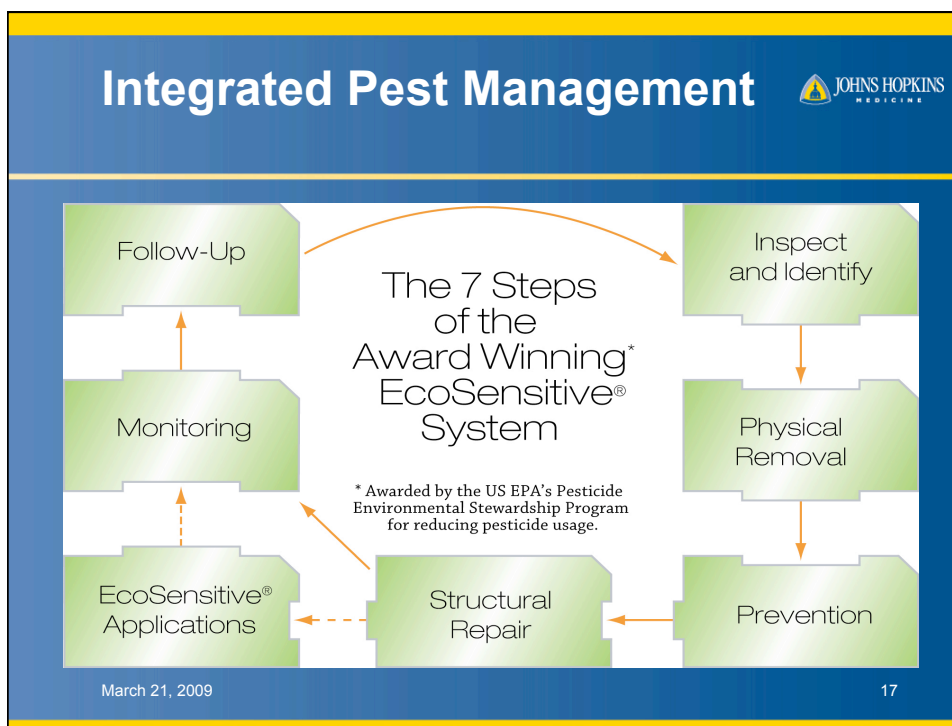 Integrated Pest Management
JOHNS HOPKINS
MEDICINE
Follow-Up
Inspect
and Identify
The 7 Steps
of the
Award Winning*
EcoSensitive®
System
Monitoring
Physical
Removal
* Awarded by the US EPA's Pesticide
Environmental Stewardship Program
for reducing pesticide usage.
EcoSensitive®
Applications
Structural
Repair
Prevention
March 21, 2009
17